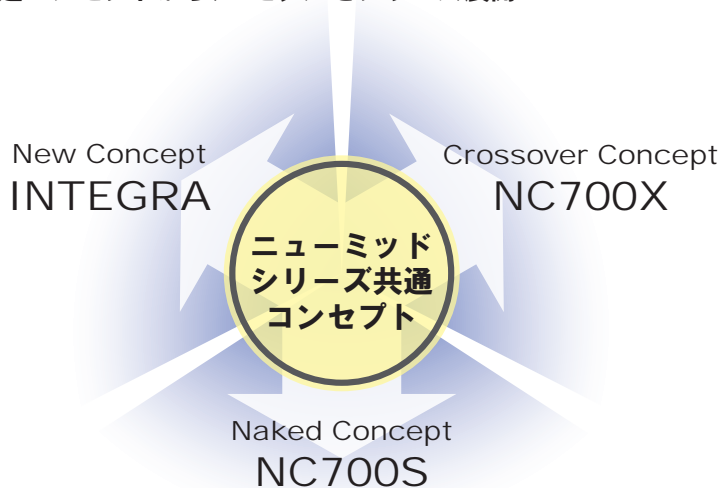 New Concept
INTEGRA
Crossover Concept
NC700X
ニューミッド
シリーズ共通
コンセプト
Naked Concept
NC700S